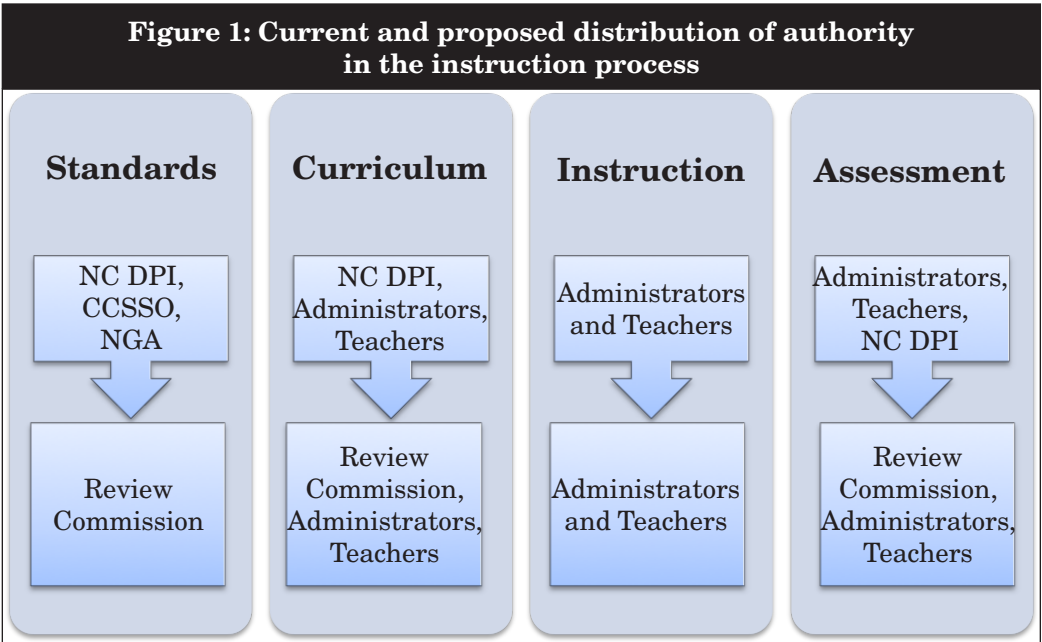 Figure 1: Current and proposed distribution of authority
in the instruction process
Standards
NC DPI,
CCSSO,
NGA
Review
Commission
Curriculum
NC DPI,
Administrators,
Teachers
Review
Commission,
Administrators,
Teachers
Instruction
Administrators
and Teachers
Administrators
and Teachers
Assessment
Administrators,
Teachers,
NC DPI
Review
Commission,
Administrators,
Teachers